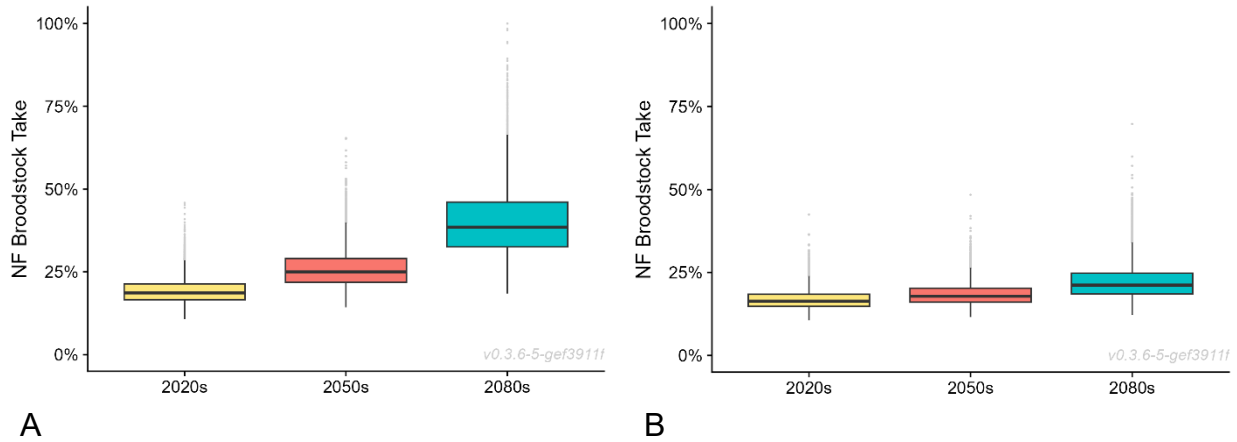 NF Broodstock Take
100%
75%
50%
25%
0%
v0.3.6-5-gef3911f
2020s 2050s 2080s
A
NF Broodstock Take
100%
75%
50%
25%
0%
v0.3.6-5-gef3911f
2020s 2050s 2080s
B